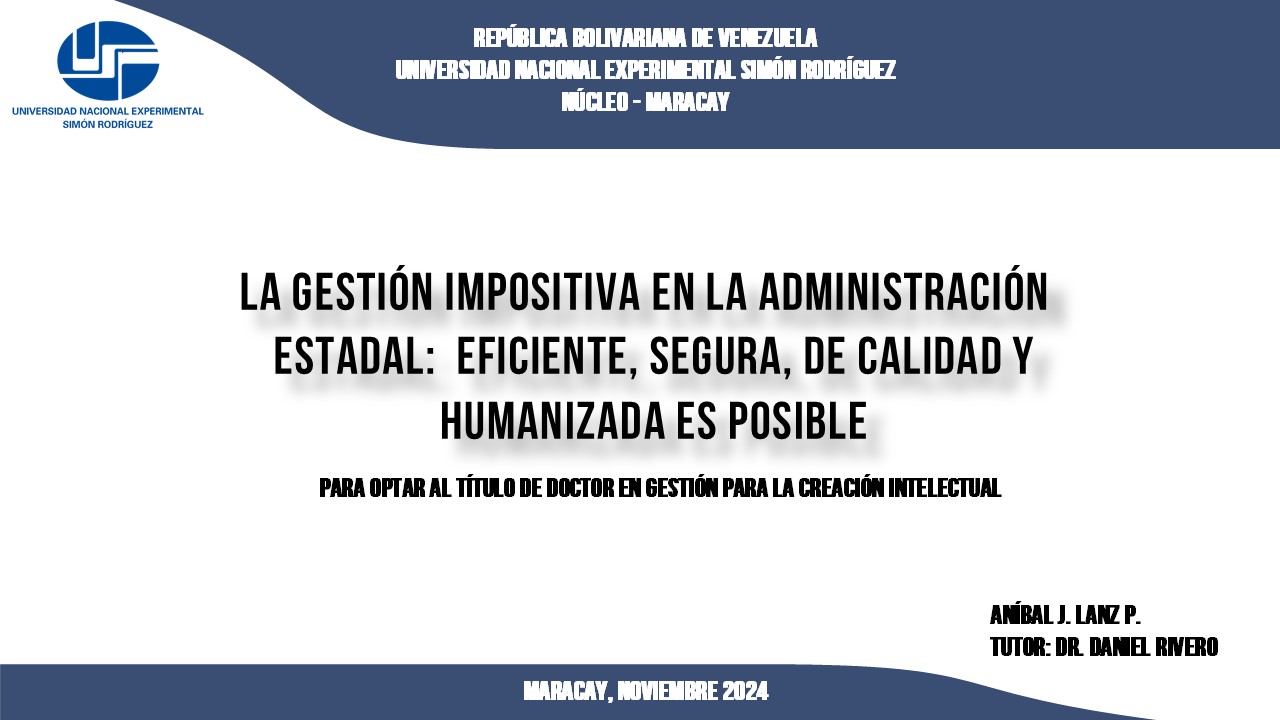 REPÚBLICA BOLIVARIANA DE VENEZUELA
UNIVERSIDAD NACIONAL EXPERIMENTAL SIMÓN RODRÍGUEZ
NÚCLEO - MARACAY
UNIVERSIDAD NACIONAL EXPERIMENTAL
SIMÓN RODRÍGUEZ
LA GESTIÓN IMPOSITIVA EN LA ADMINISTRACIÓN
ESTADAL: EFICIENTE, SEGURA, DE CALIDAD Y
HUMANIZADA ES POSIBLE
PARA OPTAR AL TÍTULO DE DOCTOR EN GESTIÓN PARA LA CREACIÓN INTELECTUAL
ANÍBAL J. LANZ P.
TUTOR: DR. DANIEL RIVERO
MARACAY, NOVIEMBRE 2024